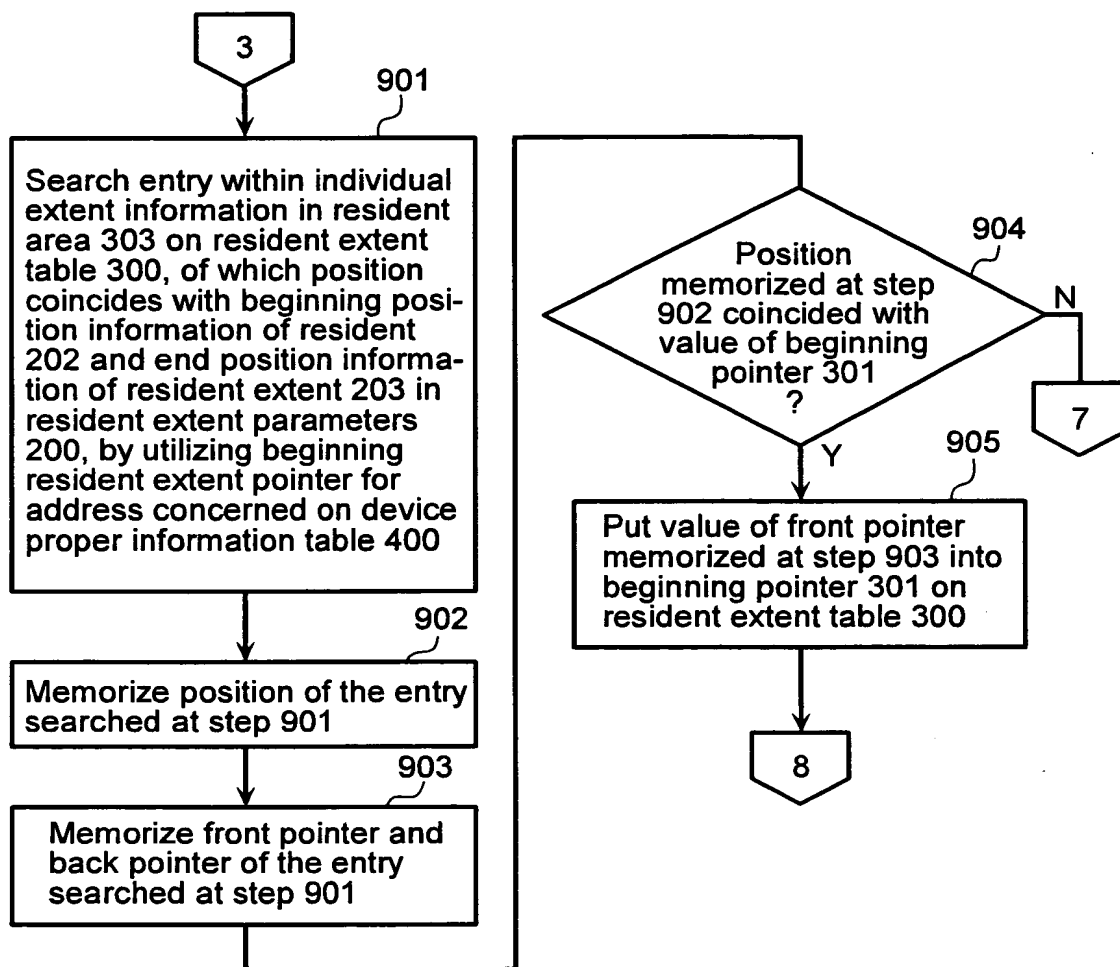 3
901
Search entry within individual
extent information in resident
area 303 on resident extent
table 300, of which position
coincides with beginning posi-
tion information of resident
202 and end position informa-
tion of resident extent 203 in
resident extent parameters
200, by utilizing beginning
resident extent pointer for
address concerned on device
proper information table 400
902
Memorize position of the entry
searched at step 901
903
Memorize front pointer and
back pointer of the entry
searched at step 901
904
Position
memorized at step
902 coincided with
value of beginning
pointer 301
?
N
7
Y
905
Put value of front pointer
memorized at step 903 into
beginning pointer 301 on
resident extent table 300
8